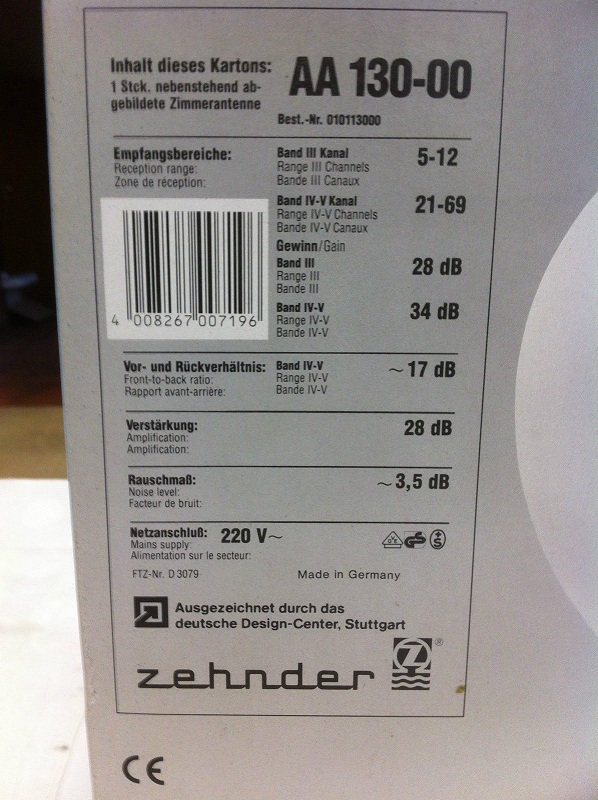 Inhalt dieses Kartons: AA 130-00
1 Stck. nebenstehend ab-
gebildete Zimmerantenne
Best.-Nr. 010113000
Empfangsbereiche: Band III Kanal 5-12
Reception range: Range III Channels
Zone de réception: Bande III Canaux
Band IV-V Kanal 21-69
Range IV-V Channels
Bande IV-V Canaux
Gewinn/Gain
Band III 28 dB
Range III
Bande III
Band IV-V 34 dB
Range IV-V
Bande IV-V
4 008267 007196
Vor- und Rückverhältnis: Band IV-V ~17 dB
Front-to-back ratio: Range IV-V
Rapport avant-arrière: Bande IV-V
Verstärkung: 28 dB
Amplification:
Amplification:
Rauschmaß: ~3,5 dB
Noise level:
Facteur de bruit:
Netzanschluß: 220 V~
Mains supply:
Alimentation sur le secteur:
FTZ-Nr. D 3079 Made in Germany
Ausgezeichnet durch das
deutsche Design-Center, Stuttgart
zehnder Z ®
CE